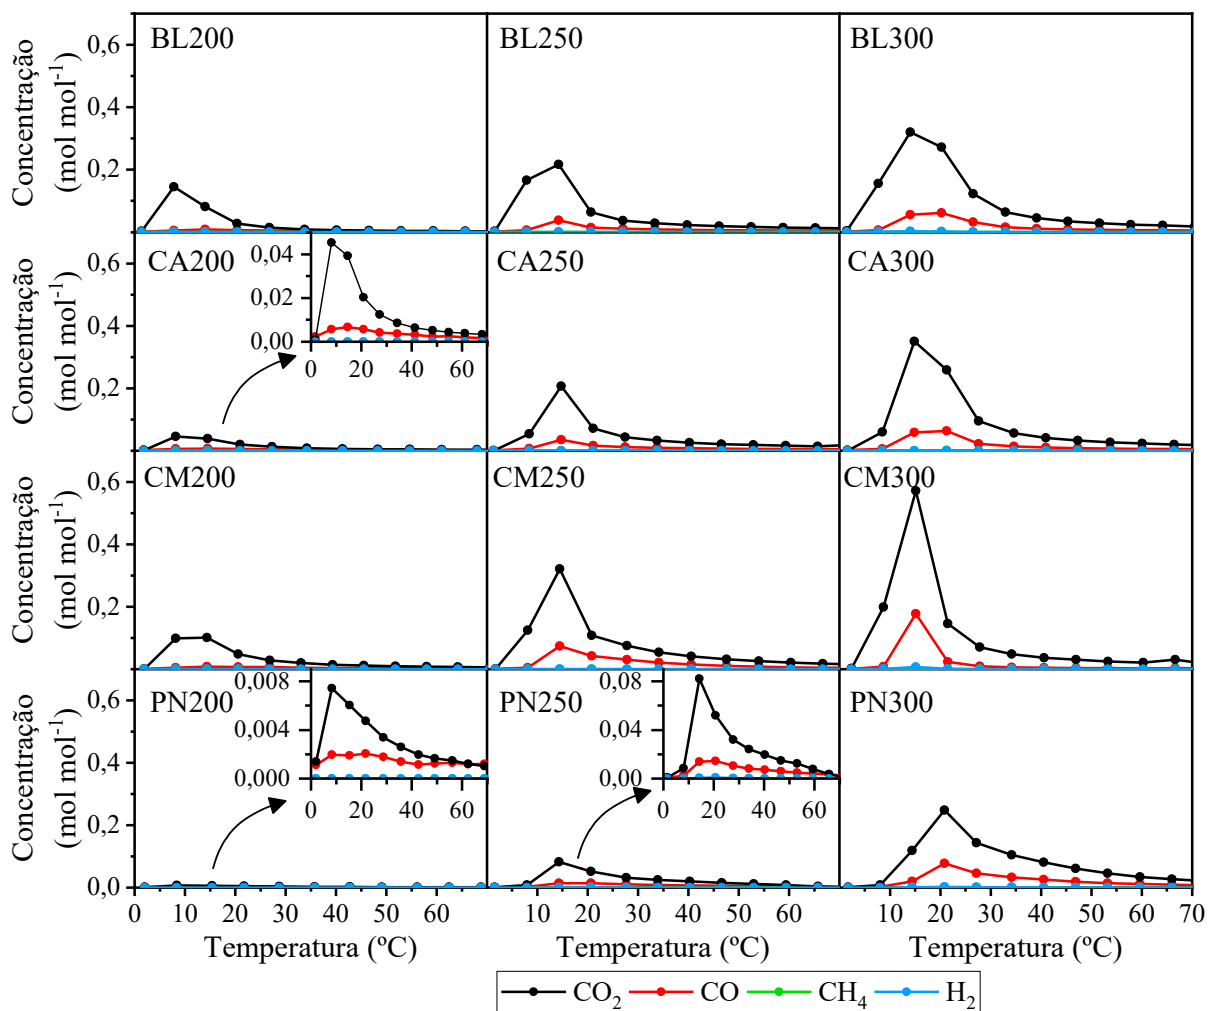 BL200 BL250 BL300
Concentração
(mol mol⁻¹)
0,6
0,4
0,2
CA200 CA250 CA300
Concentração
(mol mol⁻¹)
0,6
0,4
0,2
0,04
0,02
0,00
0 20 40 60
CM200 CM250 CM300
Concentração
(mol mol⁻¹)
0,6
0,4
0,2
PN200 PN250 PN300
Concentração
(mol mol⁻¹)
0,6
0,4
0,2
0,0
0,008
0,004
0,000
0 20 40 60
0,08
0,04
0,00
0 20 40 60
0 10 20 30 40 50 60 10 20 30 40 50 60 10 20 30 40 50 60 70
Temperatura (ºC) Temperatura (ºC) Temperatura (ºC)
CO₂ CO CH₄ H₂